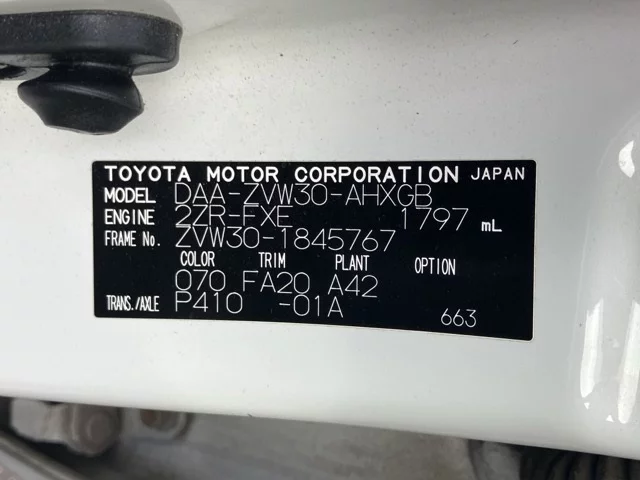 TOYOTA MOTOR CORPORATION JAPAN
MODEL DAA-ZVW30-AHXGB
ENGINE 2ZR-FXE 1797 mL
FRAME No. ZVW30-1845767
COLOR TRIM PLANT OPTION
070 FA20 A42
TRANS./AXLE P410 -01A
663